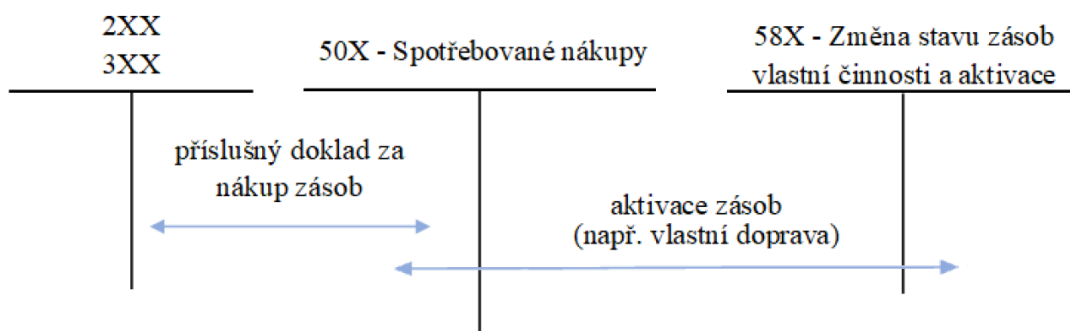 2XX
3XX
50X - Spotřebované nákupy
58X - Změna stavu zásob
vlastní činnosti a aktivace
příslušný doklad za
nákup zásob
aktivace zásob
(např. vlastní doprava)